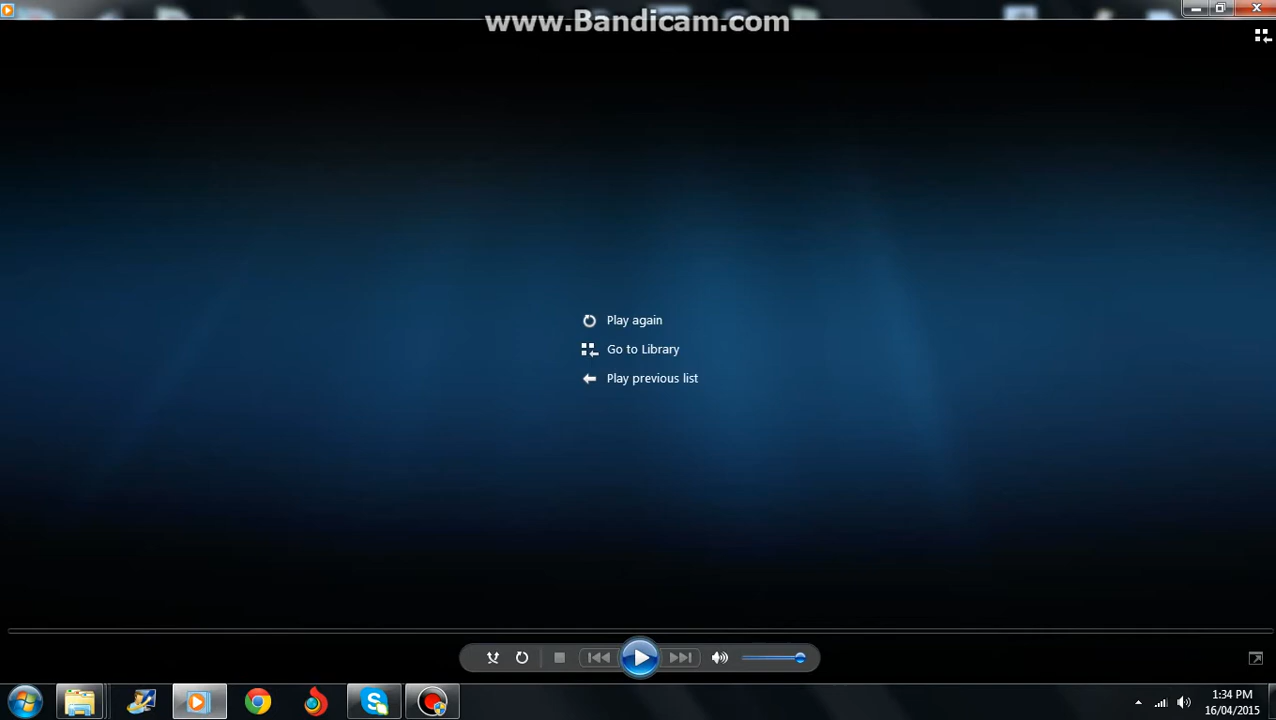 www.Bandicam.com
Play again
Go to Library
Play previous list
1:34 PM
16/04/2015